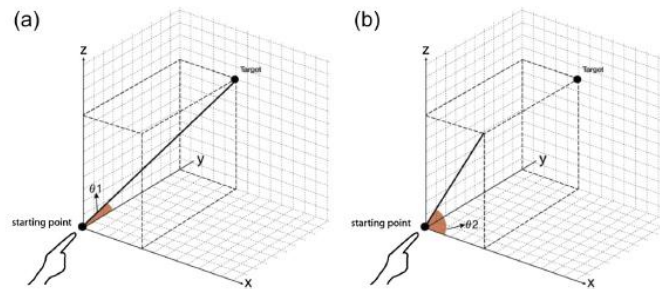 (a)
z
Target
y
θ1
starting point
x
(b)
z
Target
y
starting point
θ2
x